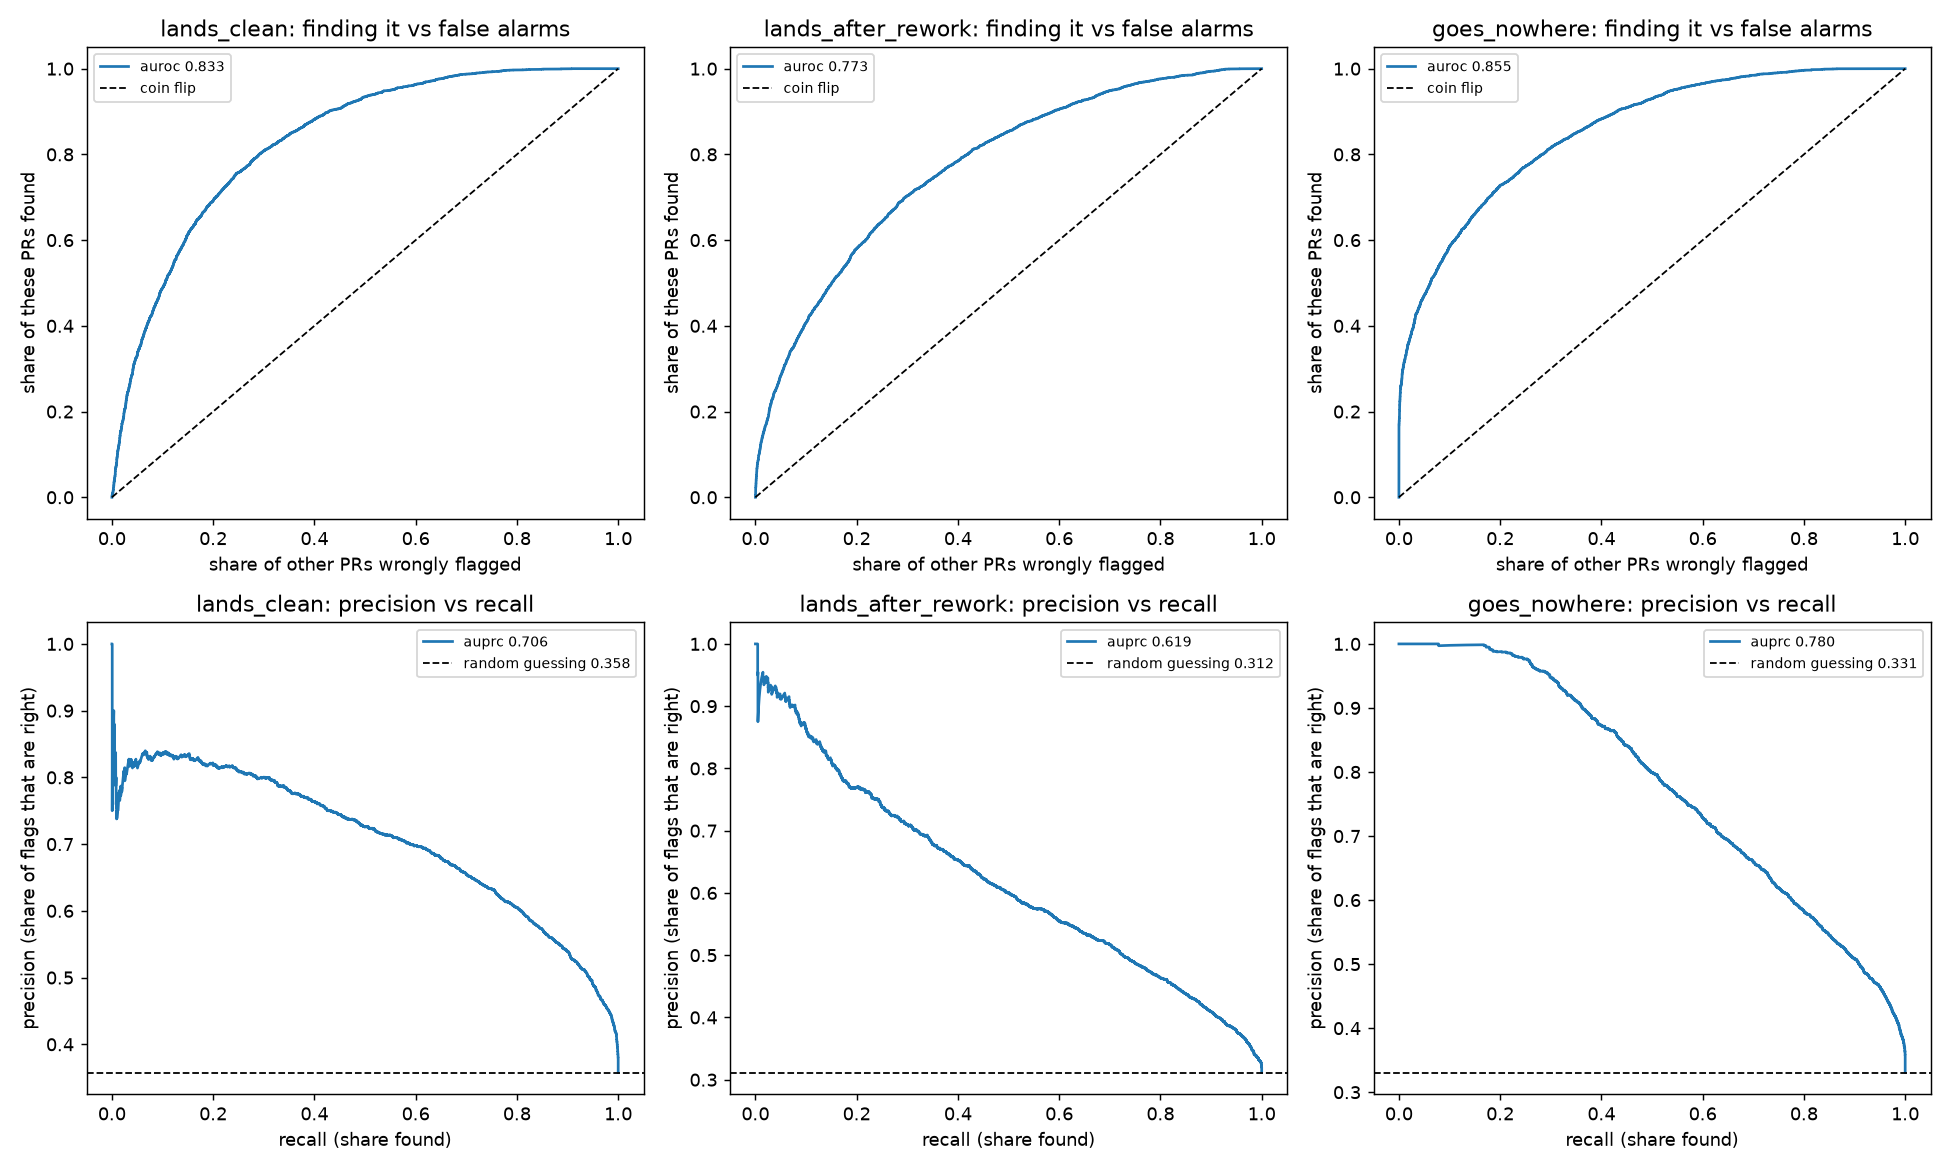 lands_clean: finding it vs false alarms
auroc 0.833
coin flip
1.0
0.8
0.6
0.4
0.2
0.0
share of these PRs found
0.0 0.2 0.4 0.6 0.8 1.0
share of other PRs wrongly flagged
lands_after_rework: finding it vs false alarms
auroc 0.773
coin flip
1.0
0.8
0.6
0.4
0.2
0.0
share of these PRs found
0.0 0.2 0.4 0.6 0.8 1.0
share of other PRs wrongly flagged
goes_nowhere: finding it vs false alarms
auroc 0.855
coin flip
1.0
0.8
0.6
0.4
0.2
0.0
share of these PRs found
0.0 0.2 0.4 0.6 0.8 1.0
share of other PRs wrongly flagged
lands_clean: precision vs recall
auprc 0.706
random guessing 0.358
1.0
0.9
0.8
0.7
0.6
0.5
0.4
precision (share of flags that are right)
0.0 0.2 0.4 0.6 0.8 1.0
recall (share found)
lands_after_rework: precision vs recall
auprc 0.619
random guessing 0.312
1.0
0.9
0.8
0.7
0.6
0.5
0.4
0.3
precision (share of flags that are right)
0.0 0.2 0.4 0.6 0.8 1.0
recall (share found)
goes_nowhere: precision vs recall
auprc 0.780
random guessing 0.331
1.0
0.9
0.8
0.7
0.6
0.5
0.4
0.3
precision (share of flags that are right)
0.0 0.2 0.4 0.6 0.8 1.0
recall (share found)